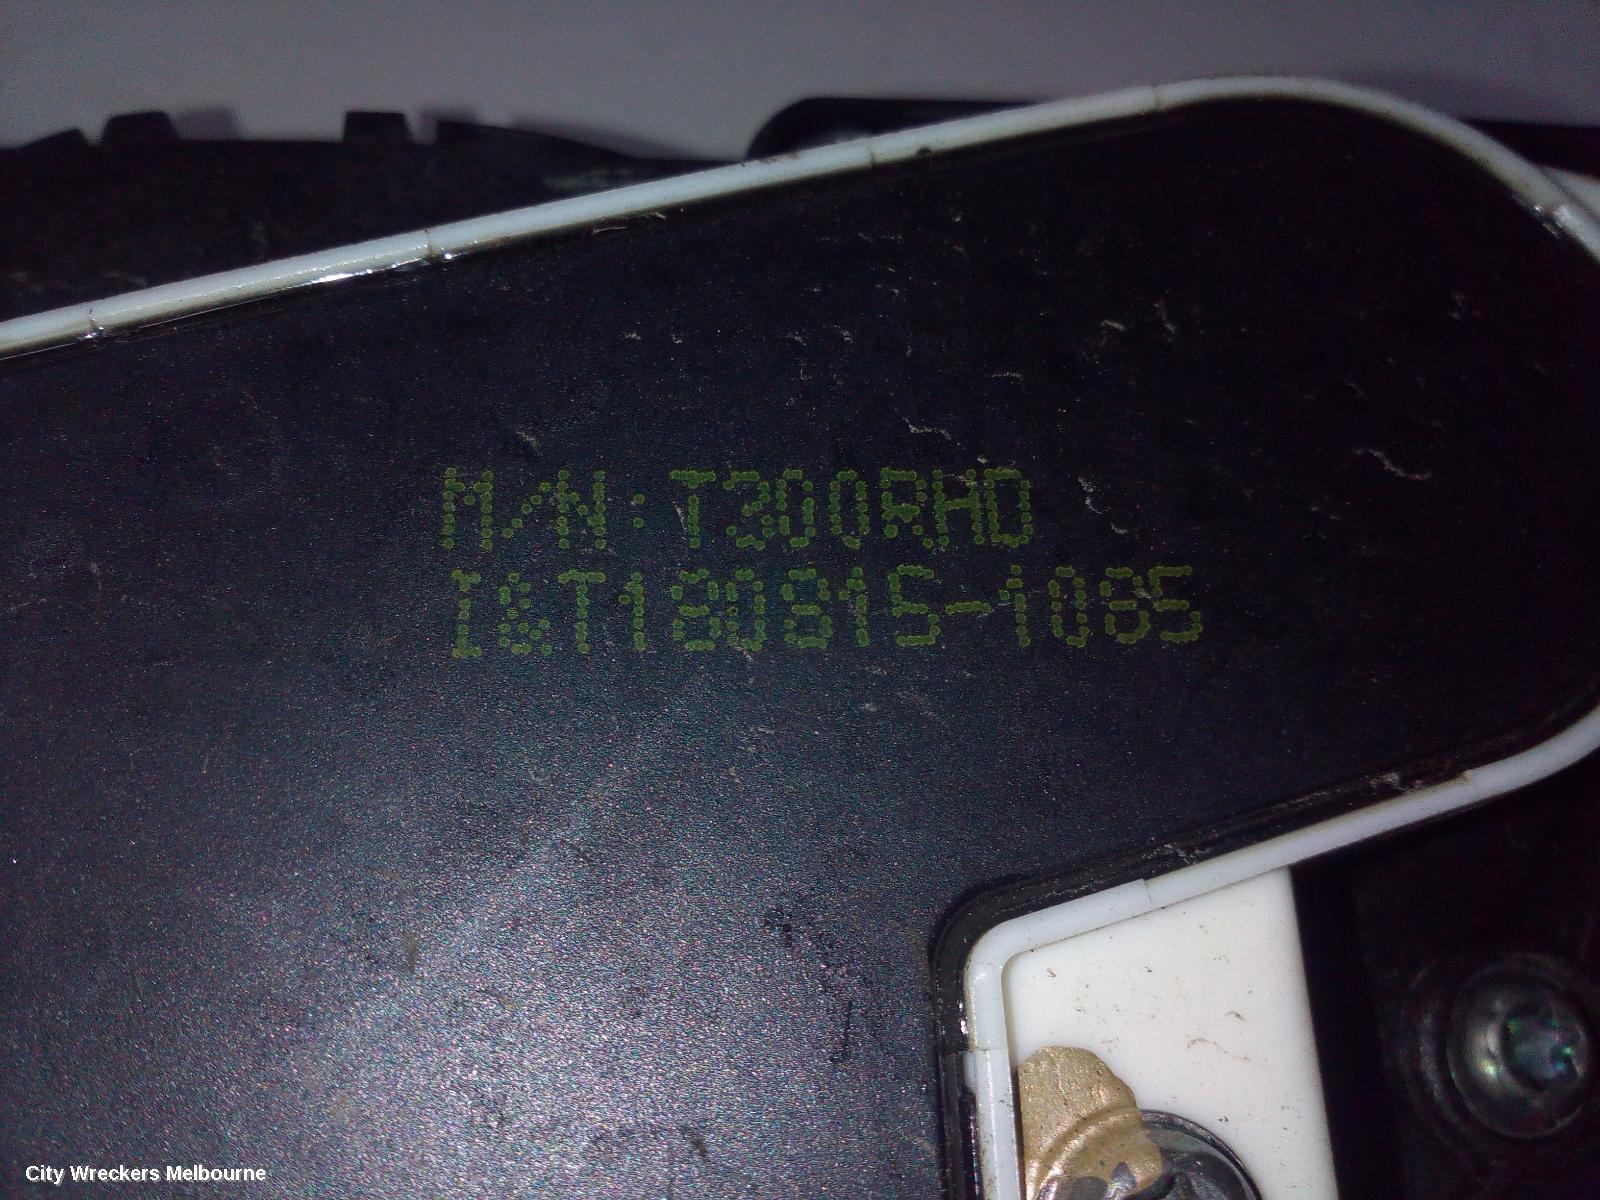 M/N:T300RHD
I&T180815-1085
City Wreckers Melbourne